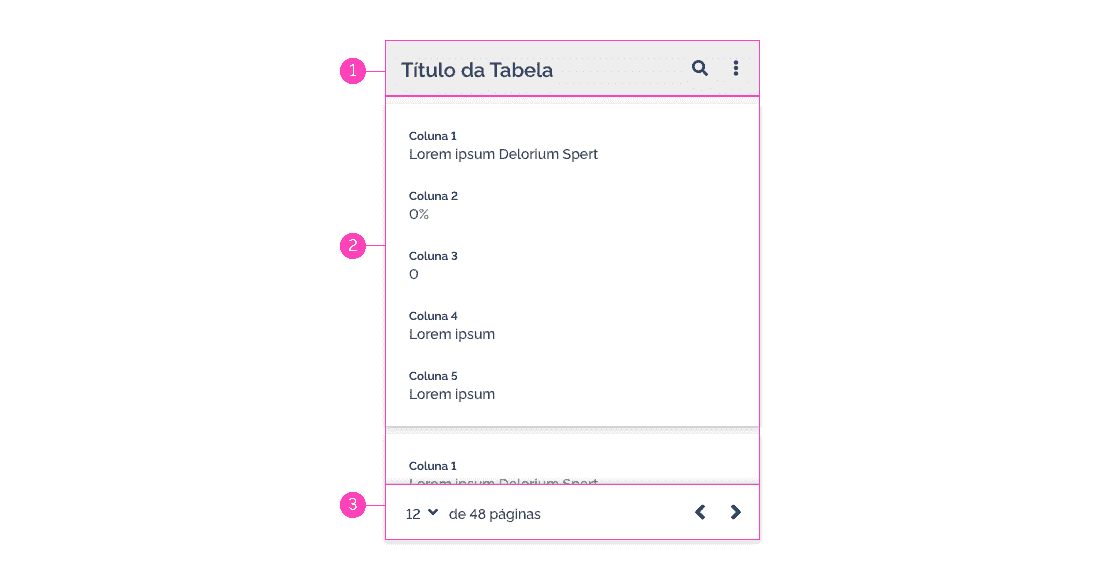 1
Título da Tabela
Coluna 1
Lorem ipsum Delorium Spert
2
Coluna 2
0%
Coluna 3
0
Coluna 4
Lorem ipsum
Coluna 5
Lorem ipsum
Coluna 1
Lorem ipsum Delorium Spert
3
12 de 48 páginas